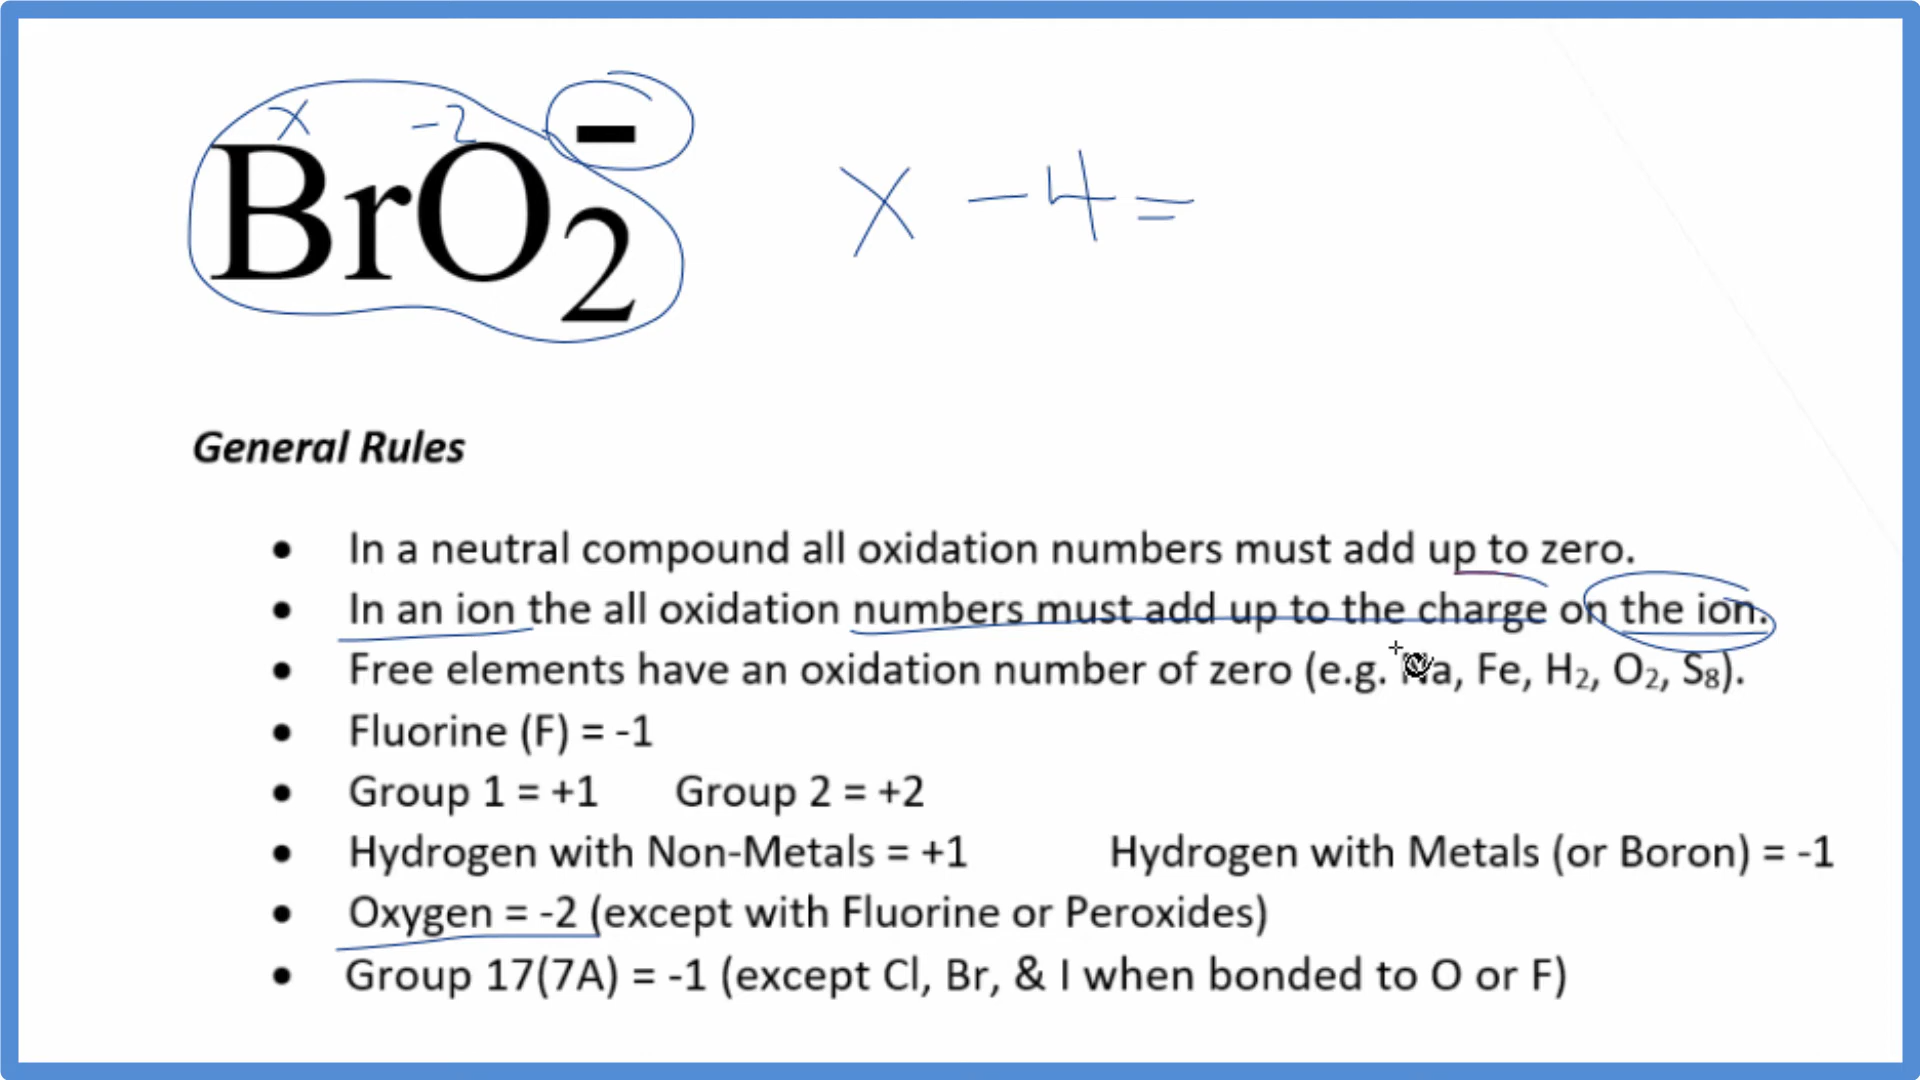 x -2
BrO₂⁻
x - 4 =
General Rules
• In a neutral compound all oxidation numbers must add up to zero.
• In an ion the all oxidation numbers must add up to the charge on the ion.
• Free elements have an oxidation number of zero (e.g. Na, Fe, H₂, O₂, S₈).
• Fluorine (F) = -1
• Group 1 = +1 Group 2 = +2
• Hydrogen with Non-Metals = +1 Hydrogen with Metals (or Boron) = -1
• Oxygen = -2 (except with Fluorine or Peroxides)
• Group 17(7A) = -1 (except Cl, Br, & I when bonded to O or F)